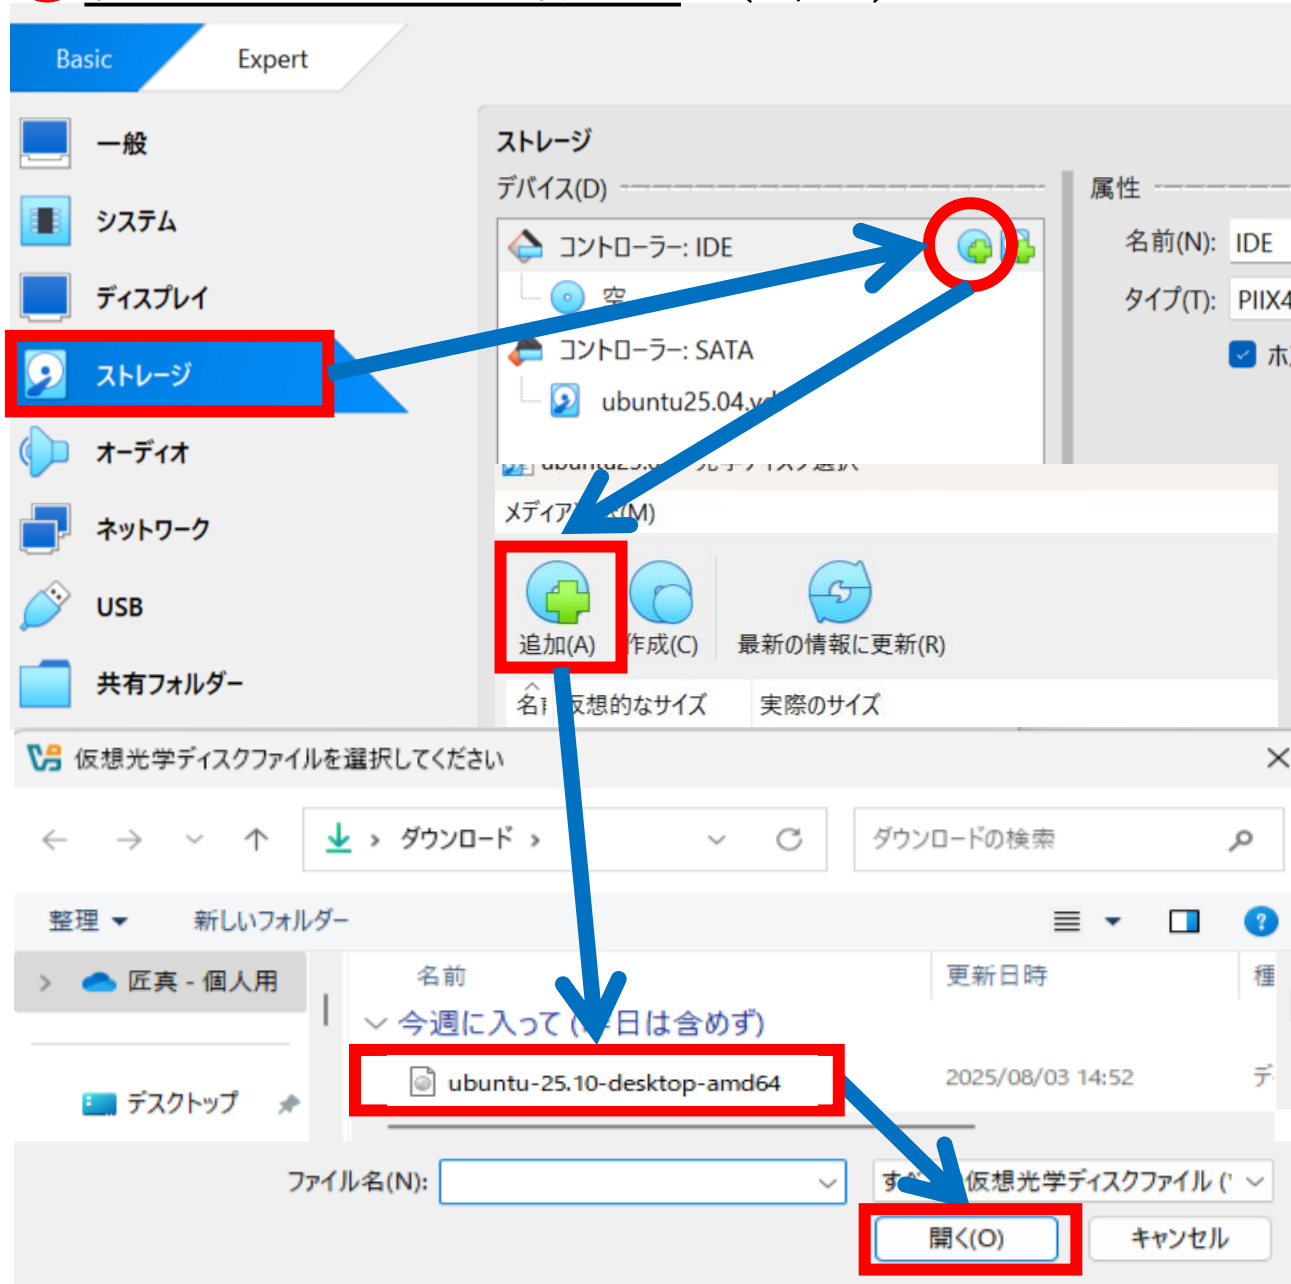 Basic Expert
一般
システム
ディスプレイ
ストレージ
オーディオ
ネットワーク
USB
共有フォルダー
ストレージ
デバイス(D)
コントローラー: IDE
空
コントローラー: SATA
ubuntu25.04.vd
属性
名前(N): IDE
タイプ(T): PIIX4
ホ
(M)
追加(A)
作成(C)
最新の情報に更新(R)
仮想的なサイズ 実際のサイズ
仮想光学ディスクファイルを選択してください
ダウンロード
ダウンロードの検索
整理 新しいフォルダー
匠真 - 個人用
デスクトップ
名前 更新日時 種
今週に入って (昨日は含めず)
ubuntu-25.10-desktop-amd64 2025/08/03 14:52 デ
ファイル名(N):
仮想光学ディスクファイル (*
開く(O) キャンセル